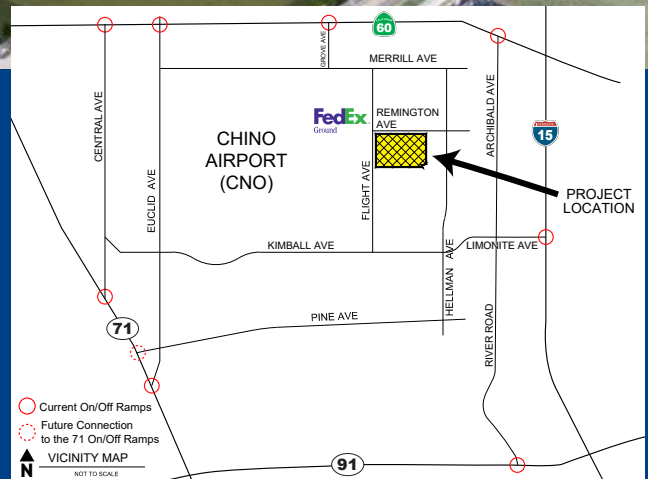 60
GROVE AVE
MERRILL AVE
CENTRAL AVE
EUCLID AVE
FedEx
Ground
REMINGTON
AVE
ARCHIBALD AVE
15
CHINO
AIRPORT
(CNO)
FLIGHT AVE
PROJECT
LOCATION
KIMBALL AVE
HELLMAN AVE
LIMONITE AVE
71
PINE AVE
RIVER ROAD
Current On/Off Ramps
Future Connection
to the 71 On/Off Ramps
VICINITY MAP
N
NOT TO SCALE
91